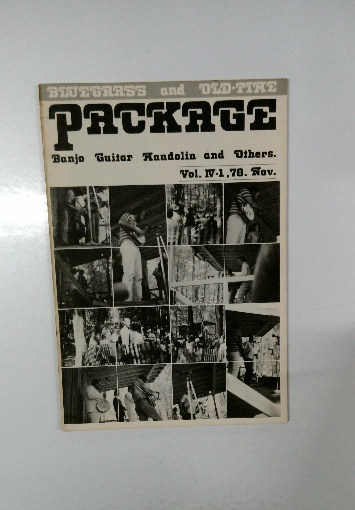 BLUEGRASS and OLD-TIME
PACKAGE
Banjo Guitar Mandolin and Others.
Vol. IV-1, 78. Nov.